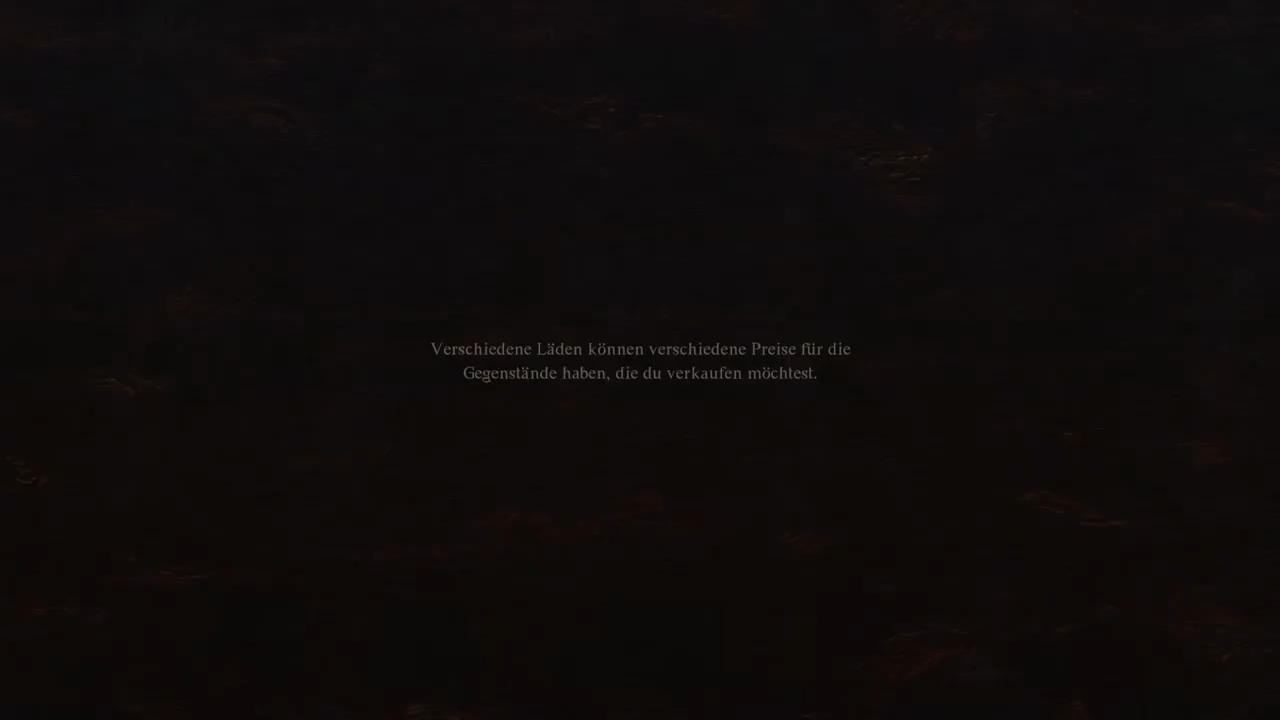 Verschiedene Läden können verschiedene Preise für die
Gegenstände haben, die du verkaufen möchtest.